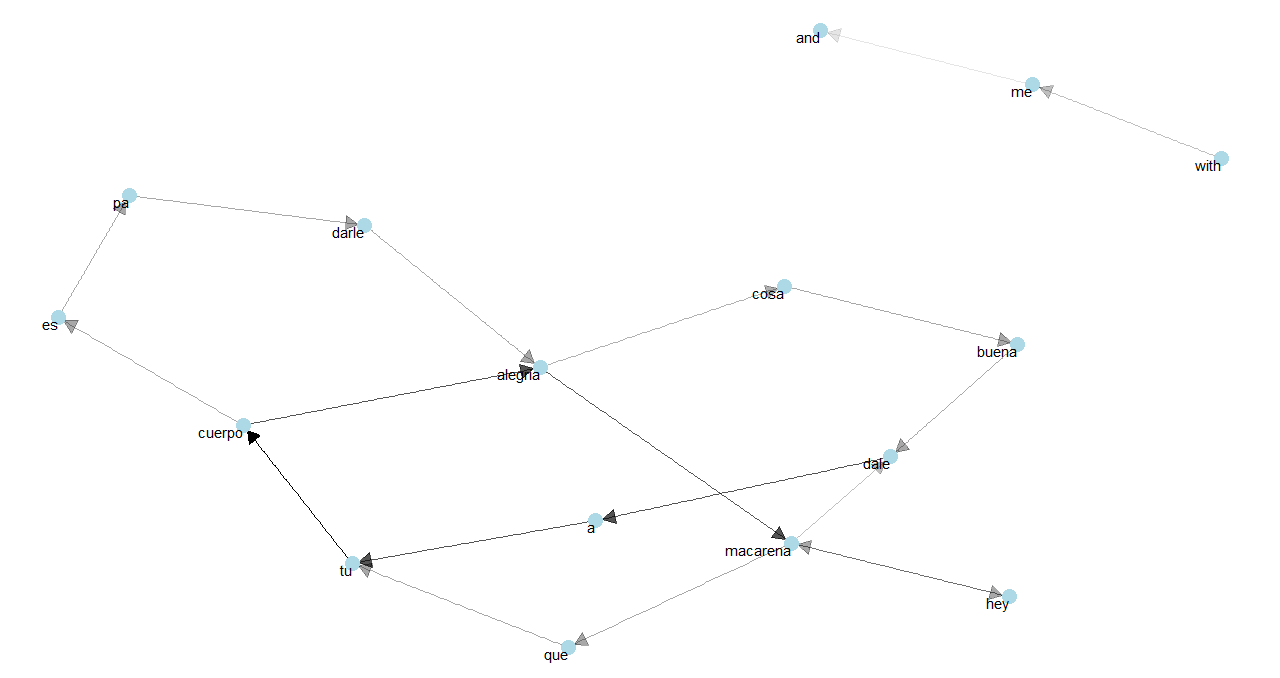 and
me
with
pa
darle
cosa
es
buena
alegria
cuerpo
dale
a
macarena
tu
hey
que